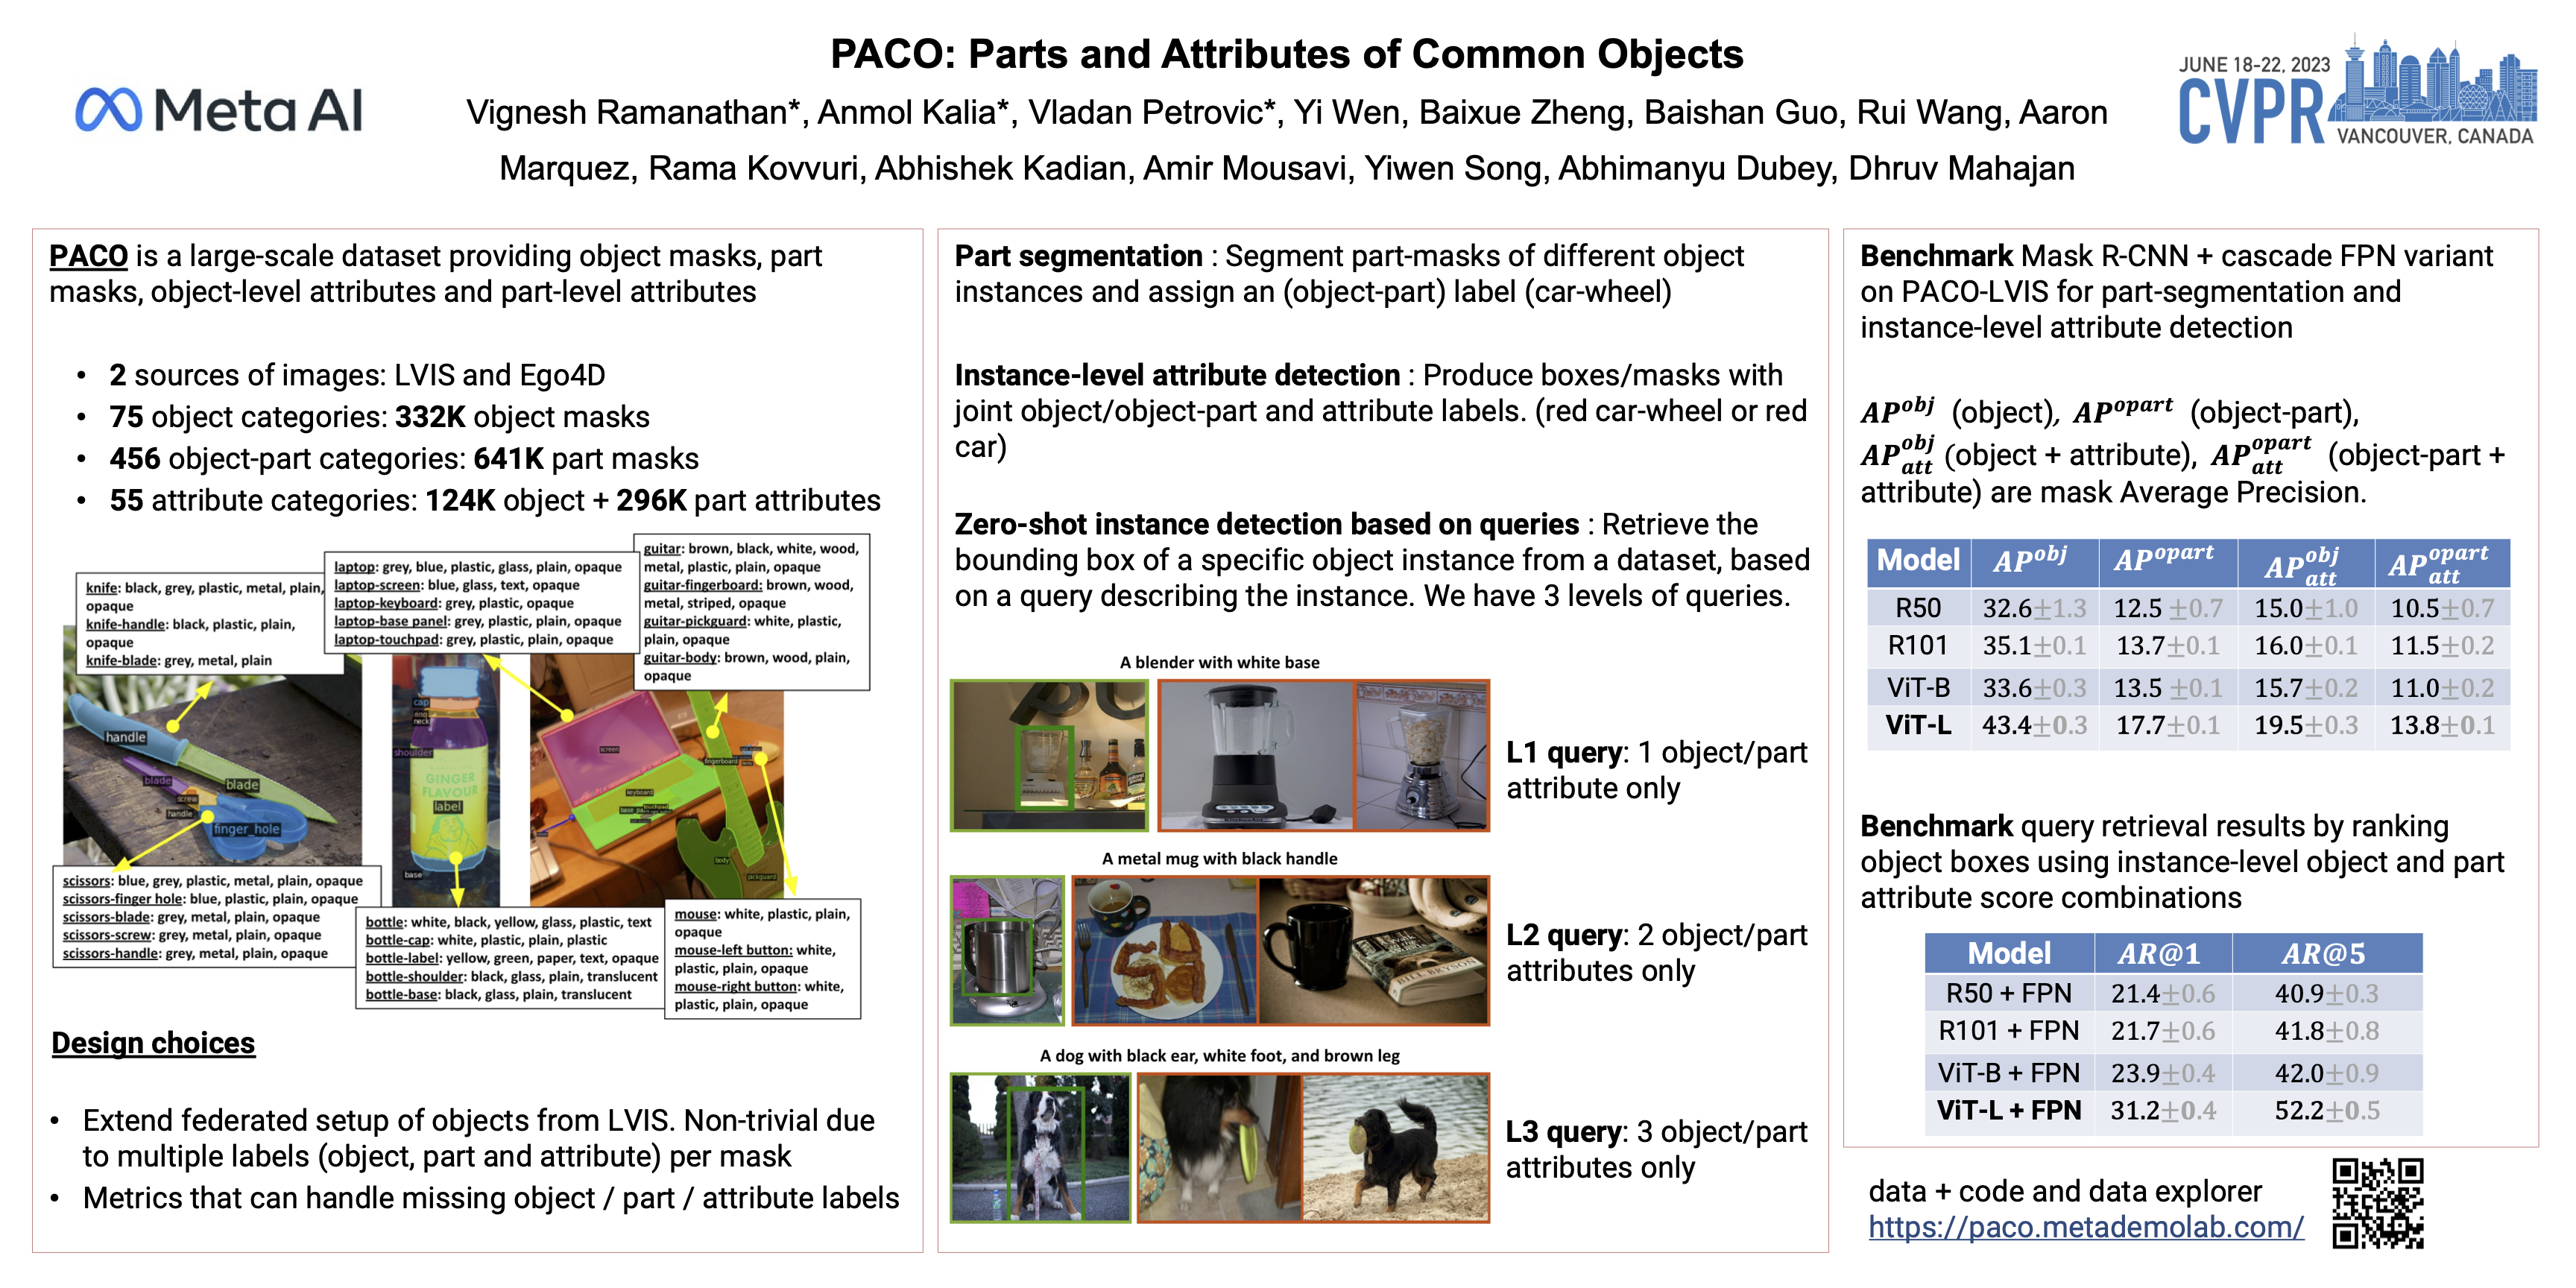 PACO: Parts and Attributes of Common Objects
Meta AI
Vignesh Ramanathan*, Anmol Kalia*, Vladan Petrovic*, Yi Wen, Baixue Zheng, Baishan Guo, Rui Wang, Aaron
Marquez, Rama Kovvuri, Abhishek Kadian, Amir Mousavi, Yiwen Song, Abhimanyu Dubey, Dhruv Mahajan
JUNE 18-22, 2023
CVPR
VANCOUVER, CANADA
PACO is a large-scale dataset providing object masks, part
masks, object-level attributes and part-level attributes
• 2 sources of images: LVIS and Ego4D
• 75 object categories: 332K object masks
• 456 object-part categories: 641K part masks
• 55 attribute categories: 124K object + 296K part attributes
knife: black, grey, plastic, metal, plain,
opaque
knife-handle: black, plastic, plain,
opaque
knife-blade: grey, metal, plain
laptop: grey, blue, plastic, glass, plain, opaque
laptop-screen: blue, glass, text, opaque
laptop-keyboard: grey, plastic, opaque
laptop-base panel: grey, plastic, plain, opaque
laptop-touchpad: grey, plastic, plain, opaque
guitar: brown, black, white, wood,
metal, plastic, plain, opaque
guitar-fingerboard: brown, wood,
metal, striped, opaque
guitar-pickguard: white, plastic,
plain, opaque
guitar-body: brown, wood, plain,
opaque
handle
blade
blade
screw
handle
finger_hole
cap
ring
neck
shoulder
GINGER
FLAVOUR
label
base
screen
keyboard
touchpad
fingerboard
body
pickguard
scissors: blue, grey, plastic, metal, plain, opaque
scissors-finger hole: blue, plastic, plain, opaque
scissors-blade: grey, metal, plain, opaque
scissors-screw: grey, metal, plain, opaque
scissors-handle: grey, metal, plain, opaque
bottle: white, black, yellow, glass, plastic, text
bottle-cap: white, plastic, plain, plastic
bottle-label: yellow, green, paper, text, opaque
bottle-shoulder: black, glass, plain, translucent
bottle-base: black, glass, plain, translucent
mouse: white, plastic, plain,
opaque
mouse-left button: white,
plastic, plain, opaque
mouse-right button: white,
plastic, plain, opaque
Design choices
• Extend federated setup of objects from LVIS. Non-trivial due
to multiple labels (object, part and attribute) per mask
• Metrics that can handle missing object / part / attribute labels
Part segmentation : Segment part-masks of different object
instances and assign an (object-part) label (car-wheel)
Instance-level attribute detection : Produce boxes/masks with
joint object/object-part and attribute labels. (red car-wheel or red
car)
Zero-shot instance detection based on queries : Retrieve the
bounding box of a specific object instance from a dataset, based
on a query describing the instance. We have 3 levels of queries.
A blender with white base
L1 query: 1 object/part
attribute only
A metal mug with black handle
BILL BRYSON
L2 query: 2 object/part
attributes only
A dog with black ear, white foot, and brown leg
L3 query: 3 object/part
attributes only
Benchmark Mask R-CNN + cascade FPN variant
on PACO-LVIS for part-segmentation and
instance-level attribute detection
AP^obj (object), AP^opart (object-part),
AP^obj_att (object + attribute), AP^opart_att (object-part +
attribute) are mask Average Precision.
Model AP^obj AP^opart AP^obj_att AP^opart_att
R50 32.6±1.3 12.5 ±0.7 15.0±1.0 10.5±0.7
R101 35.1±0.1 13.7±0.1 16.0±0.1 11.5±0.2
ViT-B 33.6±0.3 13.5 ±0.1 15.7±0.2 11.0±0.2
ViT-L 43.4±0.3 17.7±0.1 19.5±0.3 13.8±0.1
Benchmark query retrieval results by ranking
object boxes using instance-level object and part
attribute score combinations
Model AR@1 AR@5
R50 + FPN 21.4±0.6 40.9±0.3
R101 + FPN 21.7±0.6 41.8±0.8
ViT-B + FPN 23.9±0.4 42.0±0.9
ViT-L + FPN 31.2±0.4 52.2±0.5
data + code and data explorer
https://paco.metademolab.com/